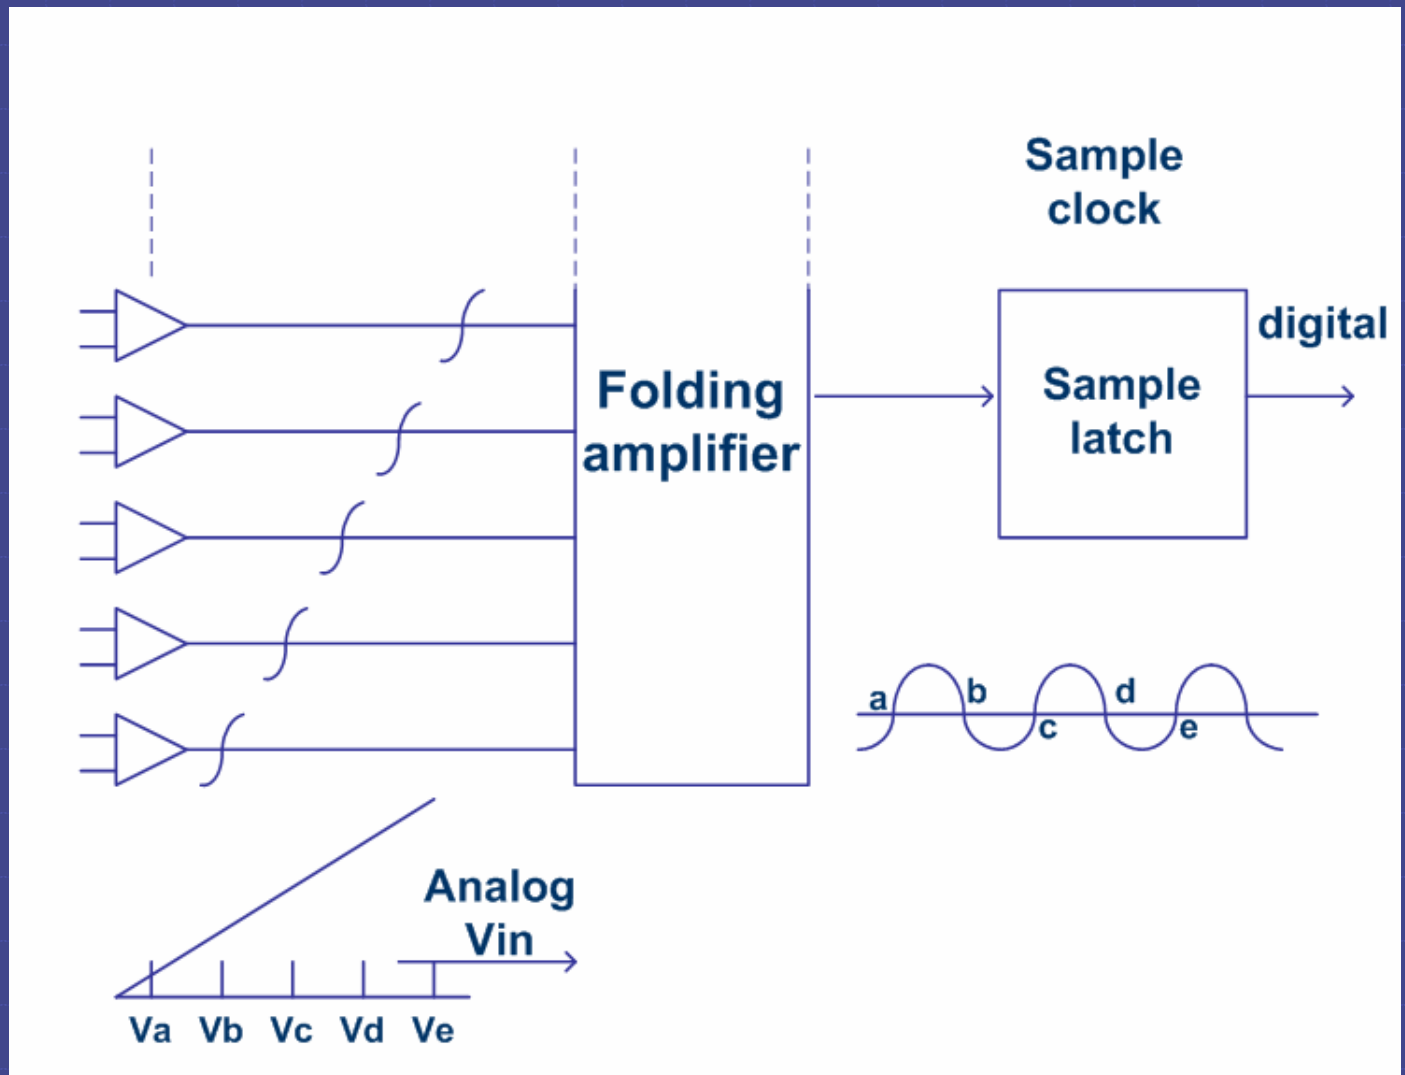 Sample
clock
digital
Folding
amplifier
Sample
latch
a b d
c e
Analog
Vin
Va Vb Vc Vd Ve